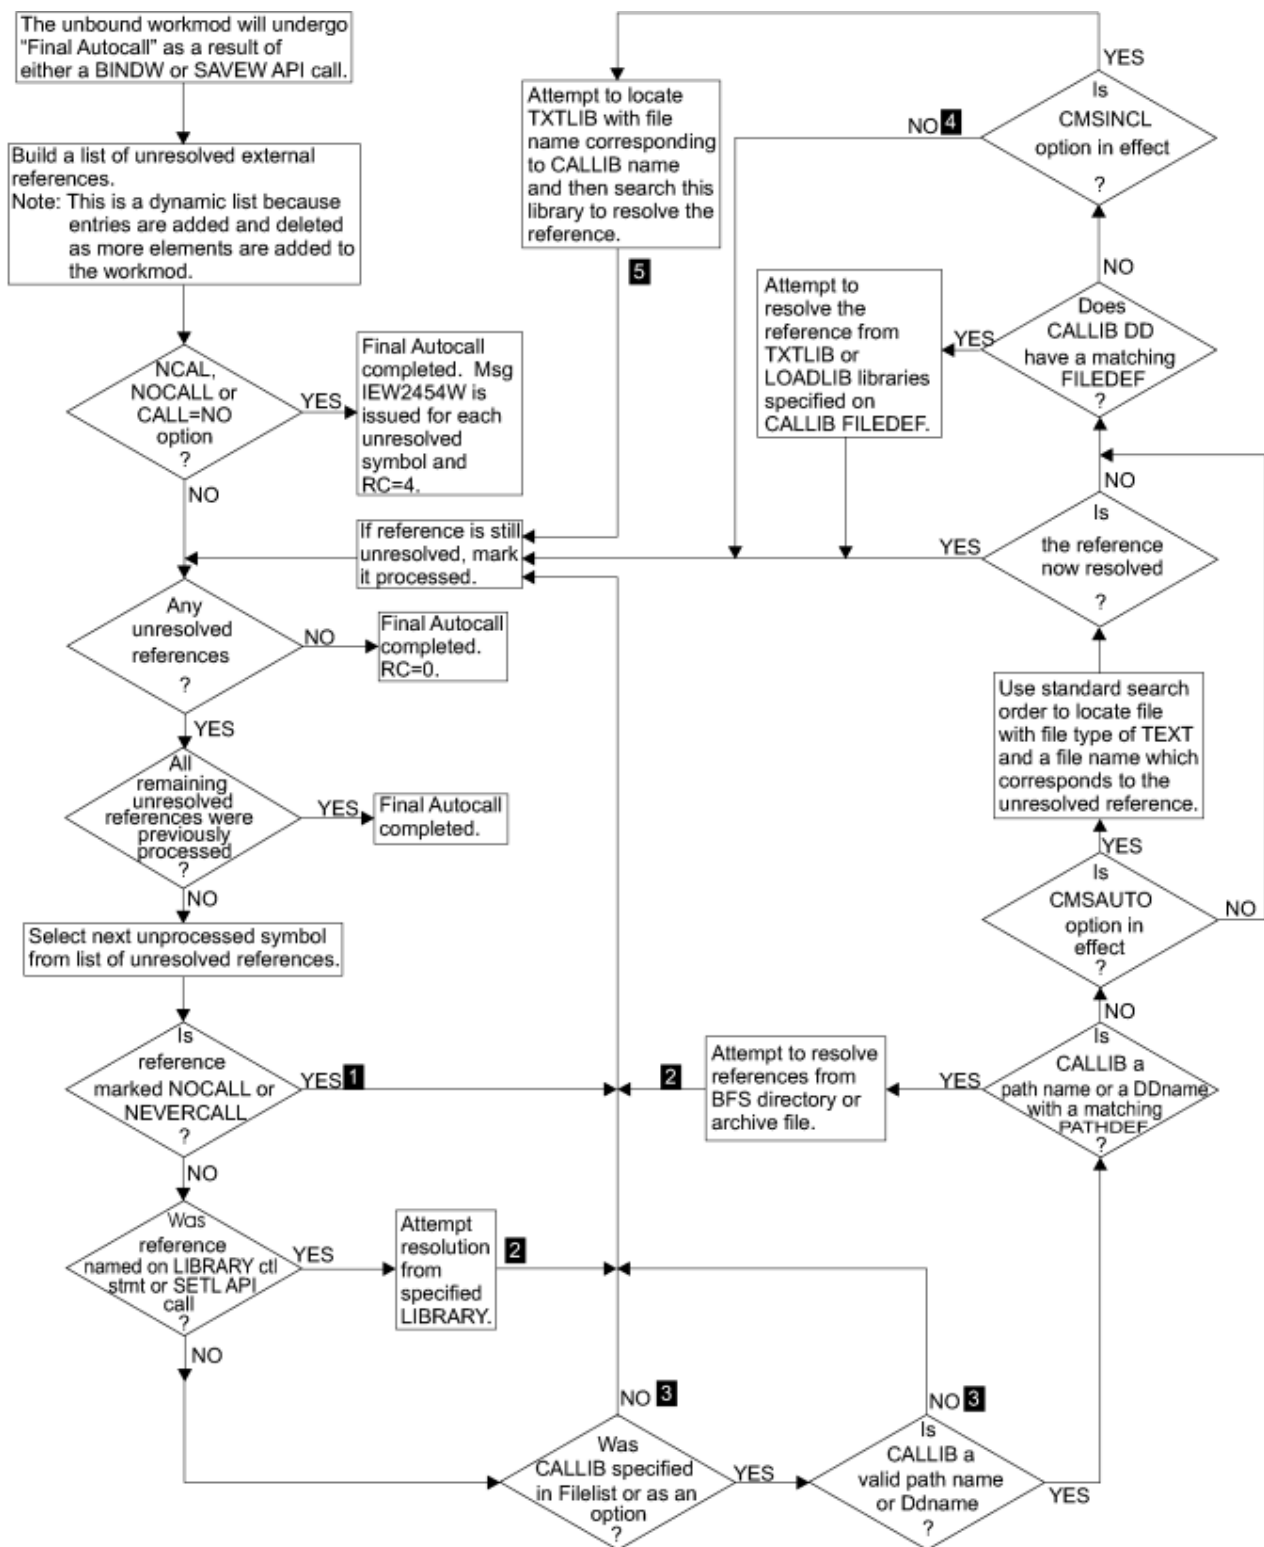 The unbound workmod will undergo
“Final Autocall” as a result of
either a BINDW or SAVEW API call.
Build a list of unresolved external
references.
Note: This is a dynamic list because
entries are added and deleted
as more elements are added to
the workmod.
NCAL,
NOCALL or
CALL=NO
option
?
YES
Final Autocall
completed. Msg
IEW2454W is
issued for each
unresolved
symbol and
RC=4.
NO
If reference is still
unresolved, mark
it processed.
Any
unresolved
references
?
NO
Final Autocall
completed.
RC=0.
YES
All
remaining
unresolved
references were
previously
processed
?
YES
Final Autocall
completed.
NO
Select next unprocessed symbol
from list of unresolved references.
Is
reference
marked NOCALL or
NEVERCALL
?
YES 1
NO
Was
reference
named on LIBRARY ctl
stmt or SETL API
call
?
YES
Attempt
resolution
from
specified
LIBRARY.
2
NO
NO 3
Was
CALLIB specified
in Filelist or as an
option
?
YES
NO 3
Is
CALLIB a
valid path name
or Ddname
?
YES
Is
CALLIB a
path name or a DDname
with a matching
PATHDEF
?
YES
Attempt to resolve
references from
BFS directory or
archive file.
2
NO
Is
CMSAUTO
option in
effect
?
NO
YES
Use standard search
order to locate file
with file type of TEXT
and a file name which
corresponds to the
unresolved reference.
Is
the reference
now resolved
?
YES
NO
Does
CALLIB DD
have a matching
FILEDEF
?
YES
Attempt to
resolve the
reference from
TXTLIB or
LOADLIB libraries
specified on
CALLIB FILEDEF.
NO
Is
CMSINCL
option in effect
?
NO 4
YES
Attempt to locate
TXTLIB with file
name corresponding
to CALLIB name
and then search this
library to resolve the
reference.
5